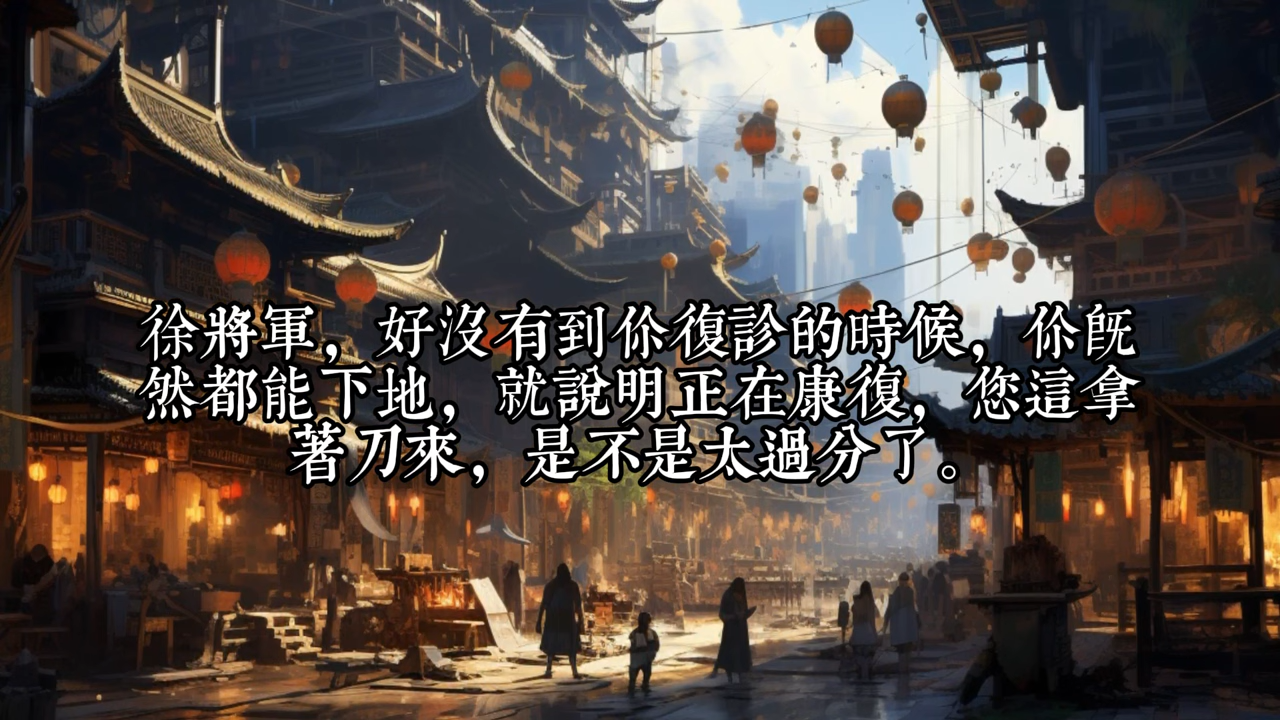 徐將軍，好沒有到你復診的時候，你既
然都能下地，就說明正在康復，您這拿
著刀來，是不是太過分了。